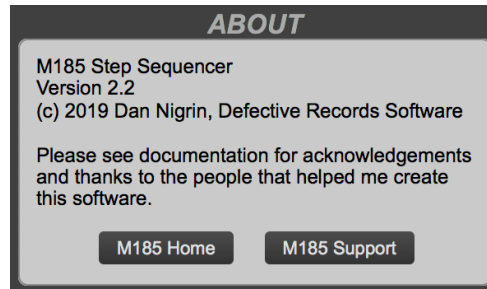 ABOUT
M185 Step Sequencer
Version 2.2
(c) 2019 Dan Nigrin, Defective Records Software
Please see documentation for acknowledgements
and thanks to the people that helped me create
this software.
M185 Home
M185 Support